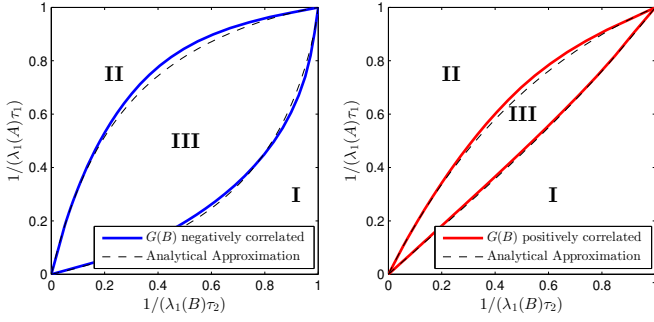 1
0.8
0.6
0.4
0.2
0
1/(λ₁(A)τ₁)
II
III
I
G(B) negatively correlated
Analytical Approximation
0 0.2 0.4 0.6 0.8 1
1/(λ₁(B)τ₂)
1
0.8
0.6
0.4
0.2
0
1/(λ₁(A)τ₁)
II
III
I
G(B) positively correlated
Analytical Approximation
0 0.2 0.4 0.6 0.8 1
1/(λ₁(B)τ₂)